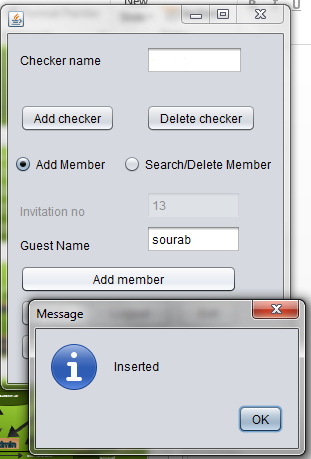 New
Checker name
Add checker Delete checker
Add Member Search/Delete Member
Invitation no 13
Guest Name sourab
Add member
Message
Inserted
OK